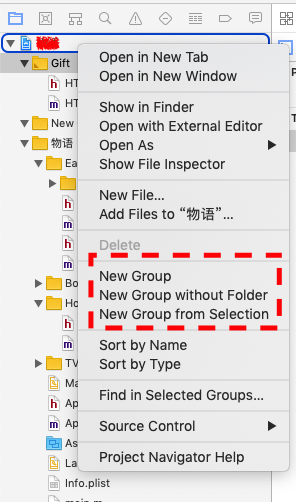 Gift
Open in New Tab
Open in New Window
Show in Finder
Open with External Editor
Open As
Show File Inspector
New File...
Add Files to “物语”...
Delete
New Group
New Group without Folder
New Group from Selection
Sort by Name
Sort by Type
Find in Selected Groups...
Source Control
Project Navigator Help
h HT
m HT
New
物语
Ea
h
m
h
m
Bo
Ho
h
m
TV
Ma
h Ap
m Ap
As
La
Info.plist